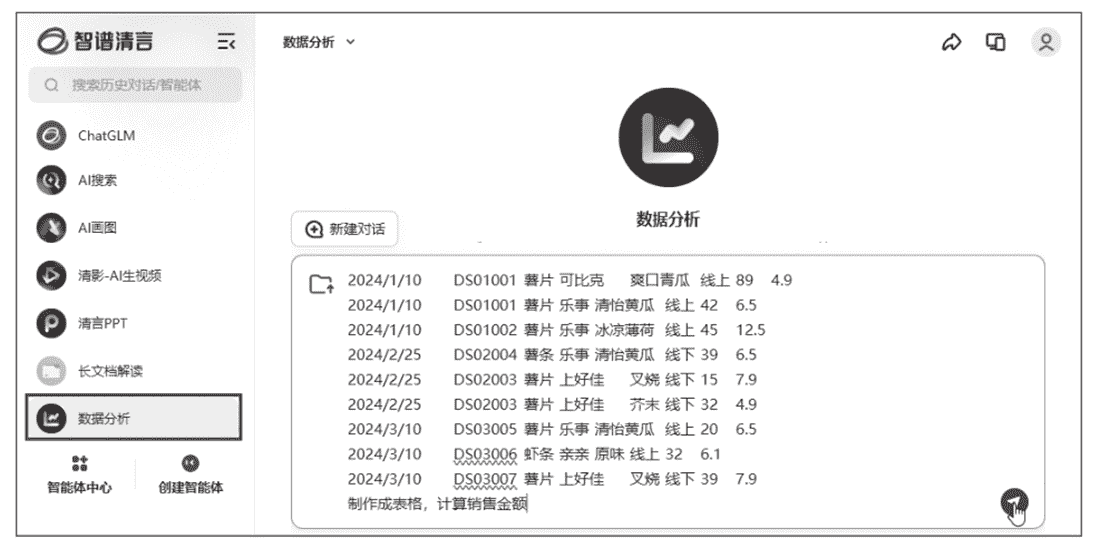 智谱清言
搜索历史对话/智能体
ChatGLM
AI搜索
AI画图
清影-AI生视频
清言PPT
长文档解读
数据分析
智能体中心 创建智能体
数据分析
数据分析
新建对话
2024/1/10 DS01001 薯片 可比克 爽口青瓜 线上 89 4.9
2024/1/10 DS01001 薯片 乐事 清怡黄瓜 线上 42 6.5
2024/1/10 DS01002 薯片 乐事 冰凉薄荷 线上 45 12.5
2024/2/25 DS02004 薯条 乐事 清怡黄瓜 线下 39 6.5
2024/2/25 DS02003 薯片 上好佳 叉烧 线下 15 7.9
2024/2/25 DS02003 薯片 上好佳 芥末 线下 32 4.9
2024/3/10 DS03005 薯片 乐事 清怡黄瓜 线上 20 6.5
2024/3/10 DS03006 虾条 亲亲 原味 线上 32 6.1
2024/3/10 DS03007 薯片 上好佳 叉烧 线下 39 7.9
制作成表格，计算销售金额